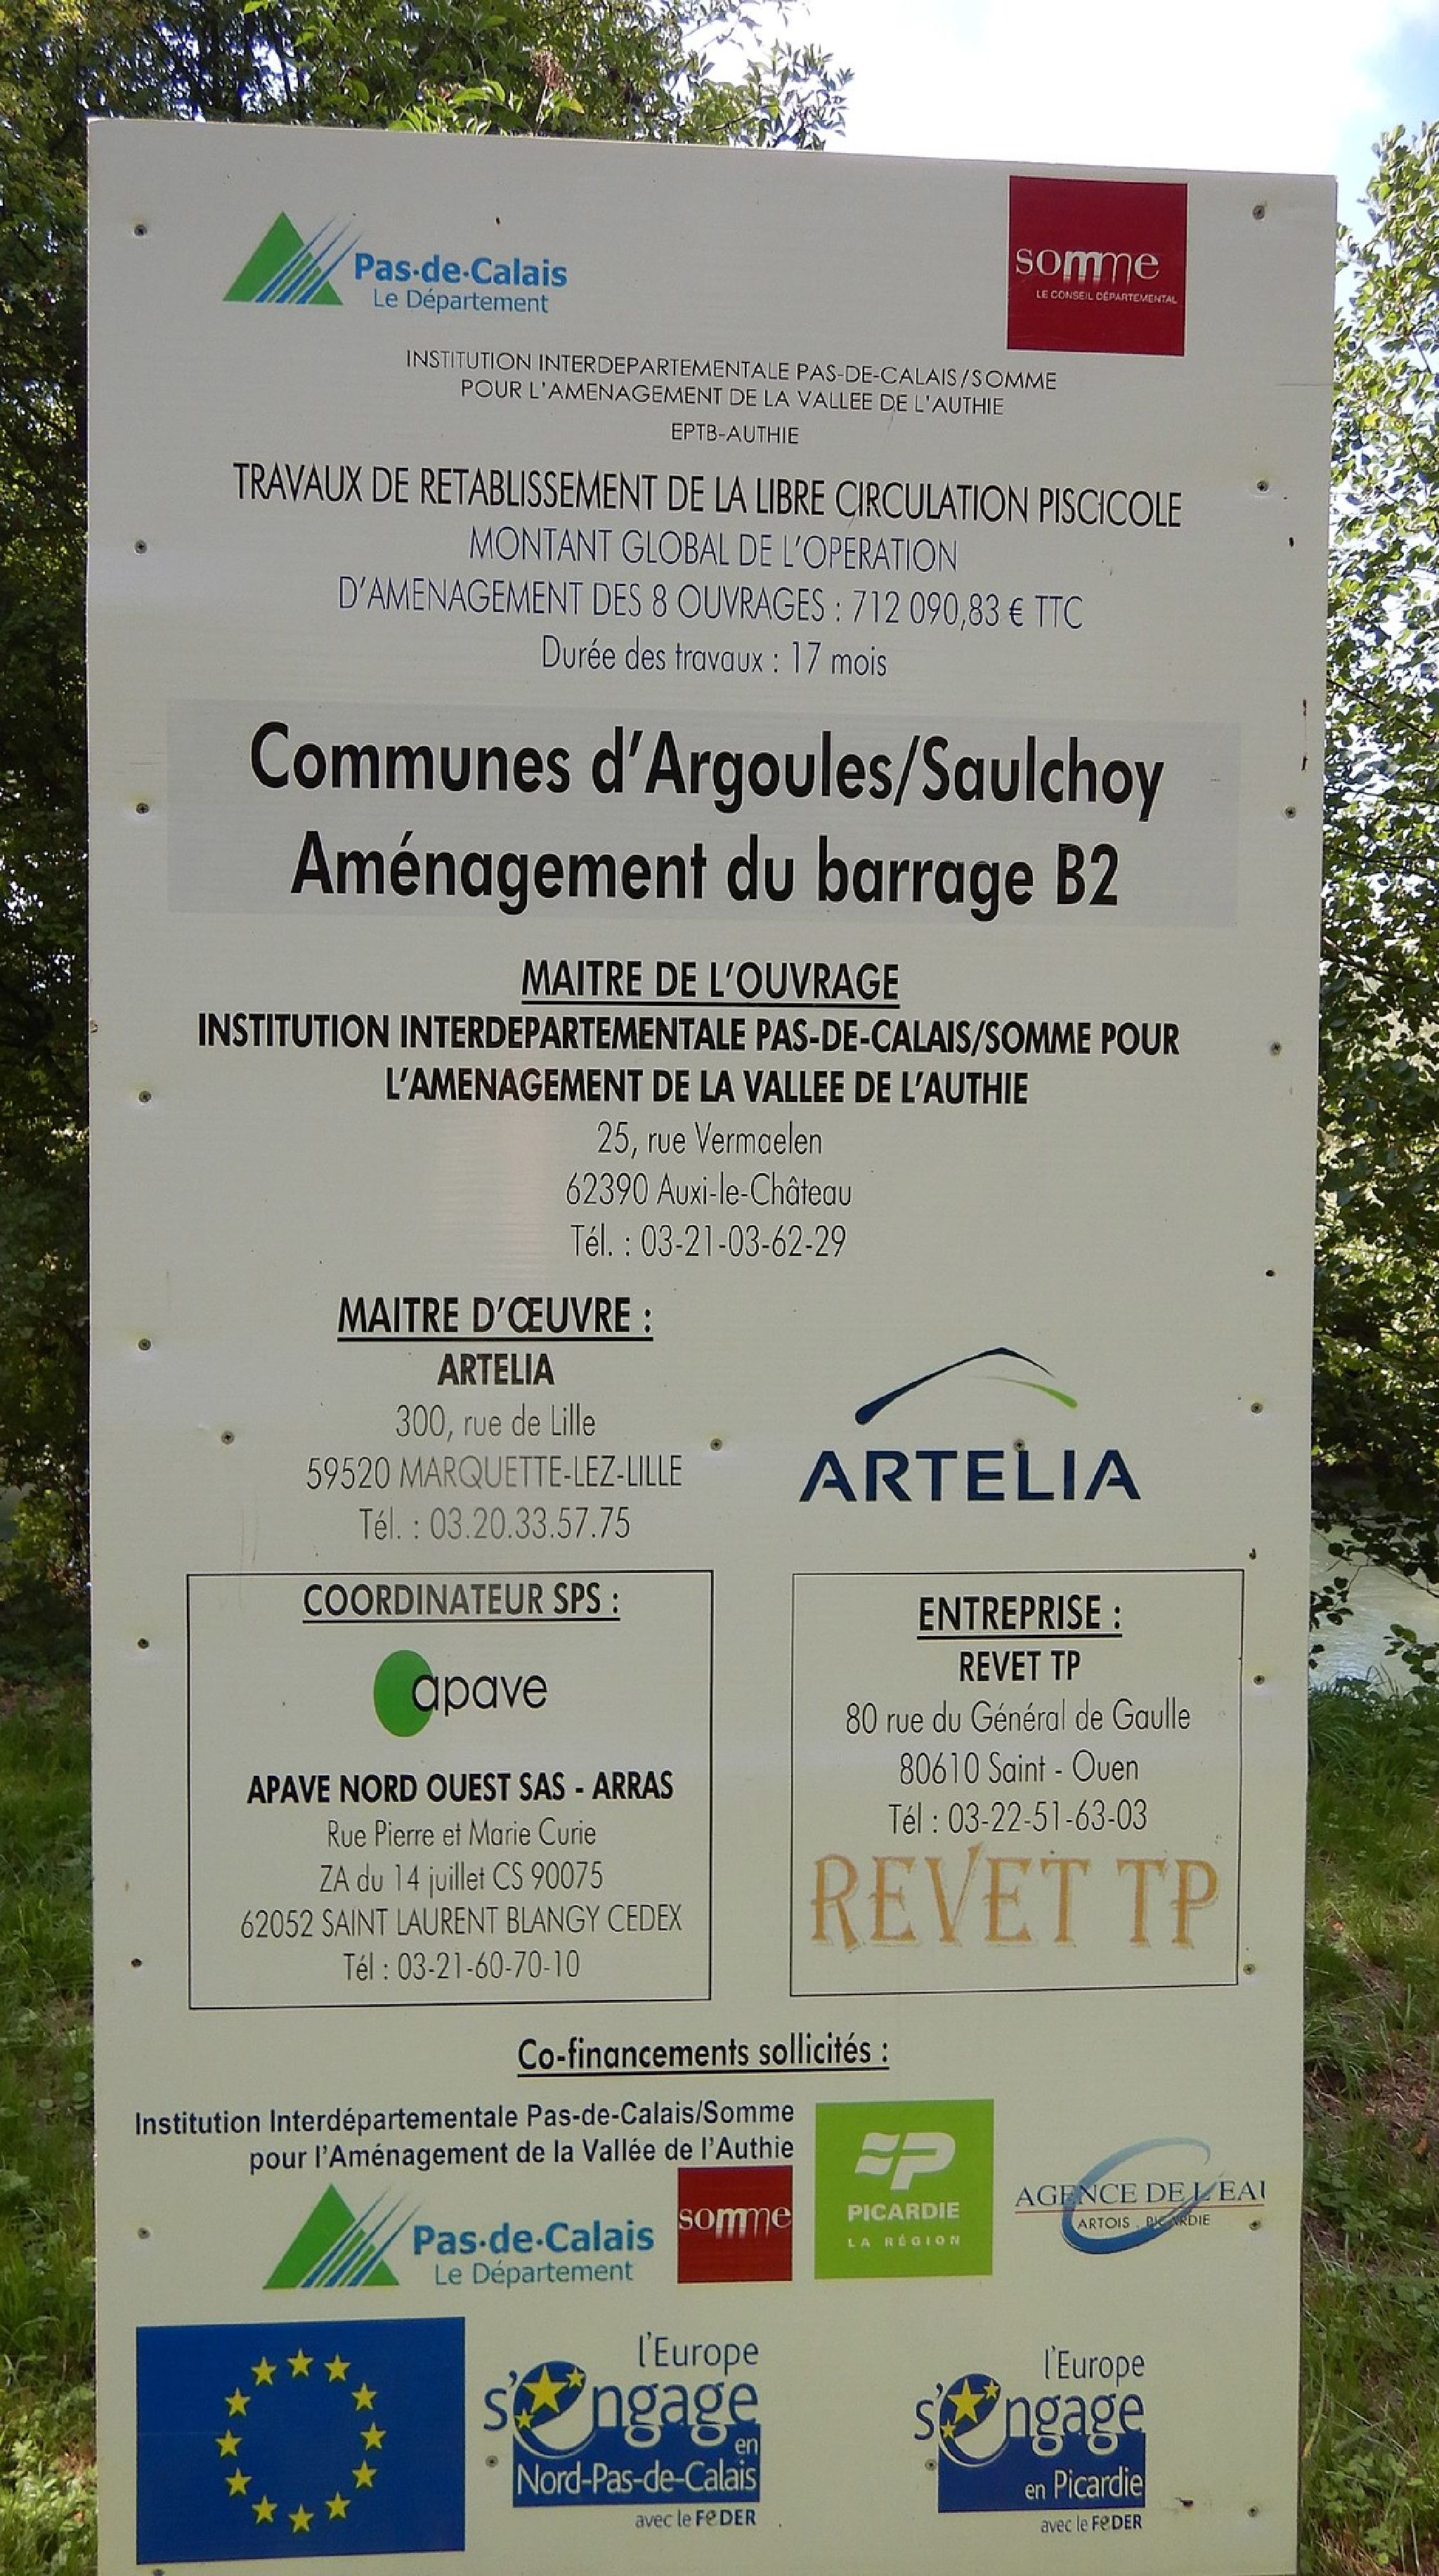 Pas-de-Calais
Le Département
somme
LE CONSEIL DÉPARTEMENTAL
INSTITUTION INTERDEPARTEMENTALE PAS-DE-CALAIS/SOMME
POUR L'AMENAGEMENT DE LA VALLEE DE L'AUTHIE
EPTB-AUTHIE
TRAVAUX DE RETABLISSEMENT DE LA LIBRE CIRCULATION PISCICOLE
MONTANT GLOBAL DE L'OPERATION
D'AMENAGEMENT DES 8 OUVRAGES : 712 090,83 € TTC
Durée des travaux : 17 mois
Communes d'Argoules/Saulchoy
Aménagement du barrage B2
MAITRE DE L'OUVRAGE
INSTITUTION INTERDEPARTEMENTALE PAS-DE-CALAIS/SOMME POUR
L'AMENAGEMENT DE LA VALLEE DE L'AUTHIE
25, rue Vermaelen
62390 Auxi-le-Château
Tél. : 03-21-03-62-29
MAITRE D'ŒUVRE :
ARTELIA
300, rue de Lille
59520 MARQUETTE-LEZ-LILLE
Tél. : 03.20.33.57.75
ARTELIA
COORDINATEUR SPS :
apave
APAVE NORD OUEST SAS - ARRAS
Rue Pierre et Marie Curie
ZA du 14 juillet CS 90075
62052 SAINT LAURENT BLANGY CEDEX
Tél : 03-21-60-70-10
ENTREPRISE :
REVET TP
80 rue du Général de Gaulle
80610 Saint - Ouen
Tél : 03-22-51-63-03
REVET TP
Co-financements sollicités :
Institution Interdépartementale Pas-de-Calais/Somme
pour l'Aménagement de la Vallée de l'Authie
Pas-de-Calais
Le Département
somme
PICARDIE
LA RÉGION
AGENCE DE L'EAU
ARTOIS . PICARDIE
l'Europe
s'engage
en
Nord-Pas-de-Calais
avec le FeDER
l'Europe
s'engage
en Picardie
avec le FeDER